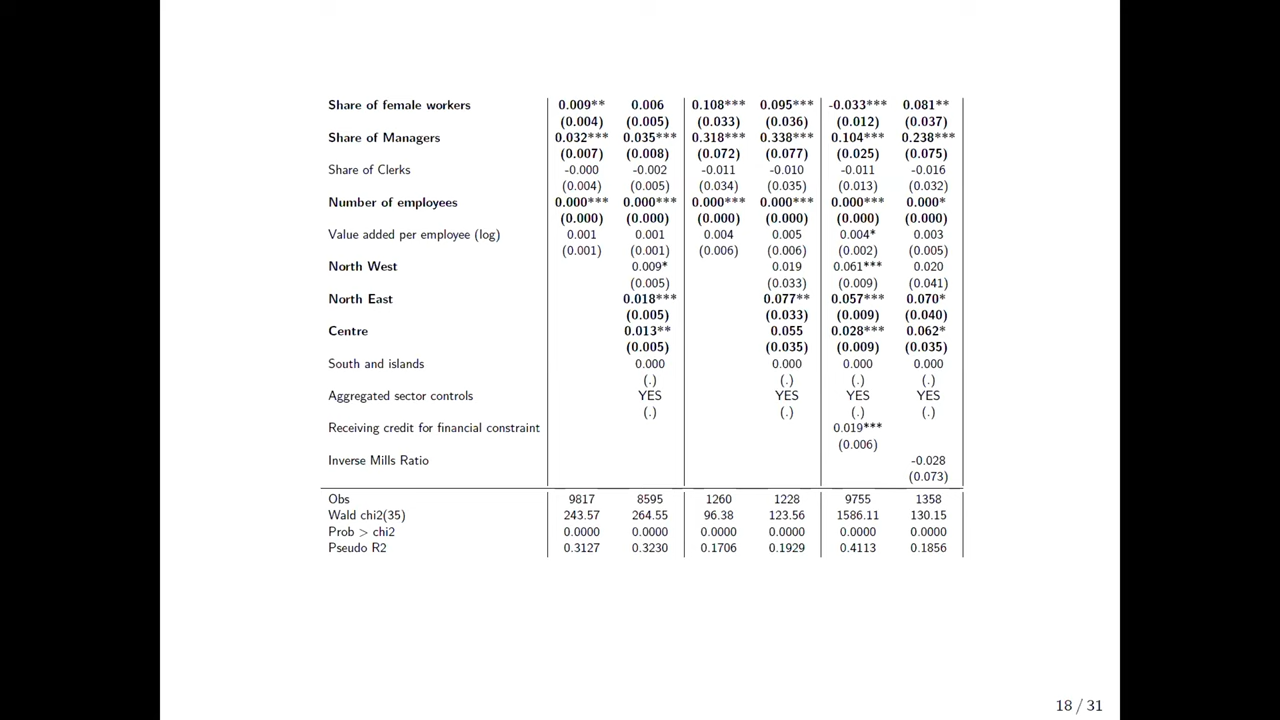 Share of female workers 0.009** 0.006 0.108*** 0.095*** -0.033*** 0.081**
(0.004) (0.005) (0.033) (0.036) (0.012) (0.037)
Share of Managers 0.032*** 0.035*** 0.318*** 0.338*** 0.104*** 0.238***
(0.007) (0.008) (0.072) (0.077) (0.025) (0.075)
Share of Clerks -0.000 -0.002 -0.011 -0.010 -0.011 -0.016
(0.004) (0.005) (0.034) (0.035) (0.013) (0.032)
Number of employees 0.000*** 0.000*** 0.000*** 0.000*** 0.000*** 0.000*
(0.000) (0.000) (0.000) (0.000) (0.000) (0.000)
Value added per employee (log) 0.001 0.001 0.004 0.005 0.004* 0.003
(0.001) (0.001) (0.006) (0.006) (0.002) (0.005)
North West 0.009* 0.019 0.061*** 0.020
(0.005) (0.033) (0.009) (0.041)
North East 0.018*** 0.077** 0.057*** 0.070*
(0.005) (0.033) (0.009) (0.040)
Centre 0.013** 0.055 0.028*** 0.062*
(0.005) (0.035) (0.009) (0.035)
South and islands 0.000 0.000 0.000 0.000
(.) (.) (.) (.)
Aggregated sector controls YES YES YES YES
(.) (.) (.) (.)
Receiving credit for financial constraint 0.019***
(0.006)
Inverse Mills Ratio -0.028
(0.073)
Obs 9817 8595 1260 1228 9755 1358
Wald chi2(35) 243.57 264.55 96.38 123.56 1586.11 130.15
Prob > chi2 0.0000 0.0000 0.0000 0.0000 0.0000 0.0000
Pseudo R2 0.3127 0.3230 0.1706 0.1929 0.4113 0.1856
18 / 31